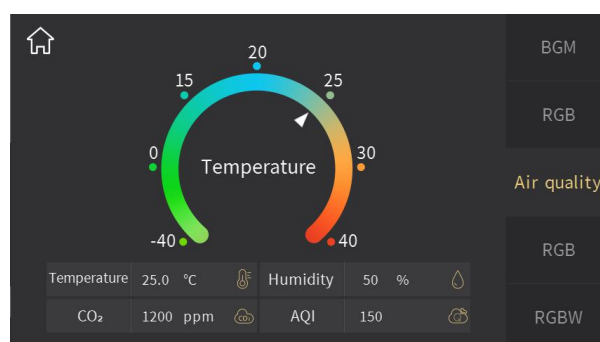 BGM
RGB
Air quality
RGB
RGBW
20
15 25
0 30
Temperature
-40 40
Temperature 25.0 °C Humidity 50 %
CO₂ 1200 ppm CO₂ AQI 150